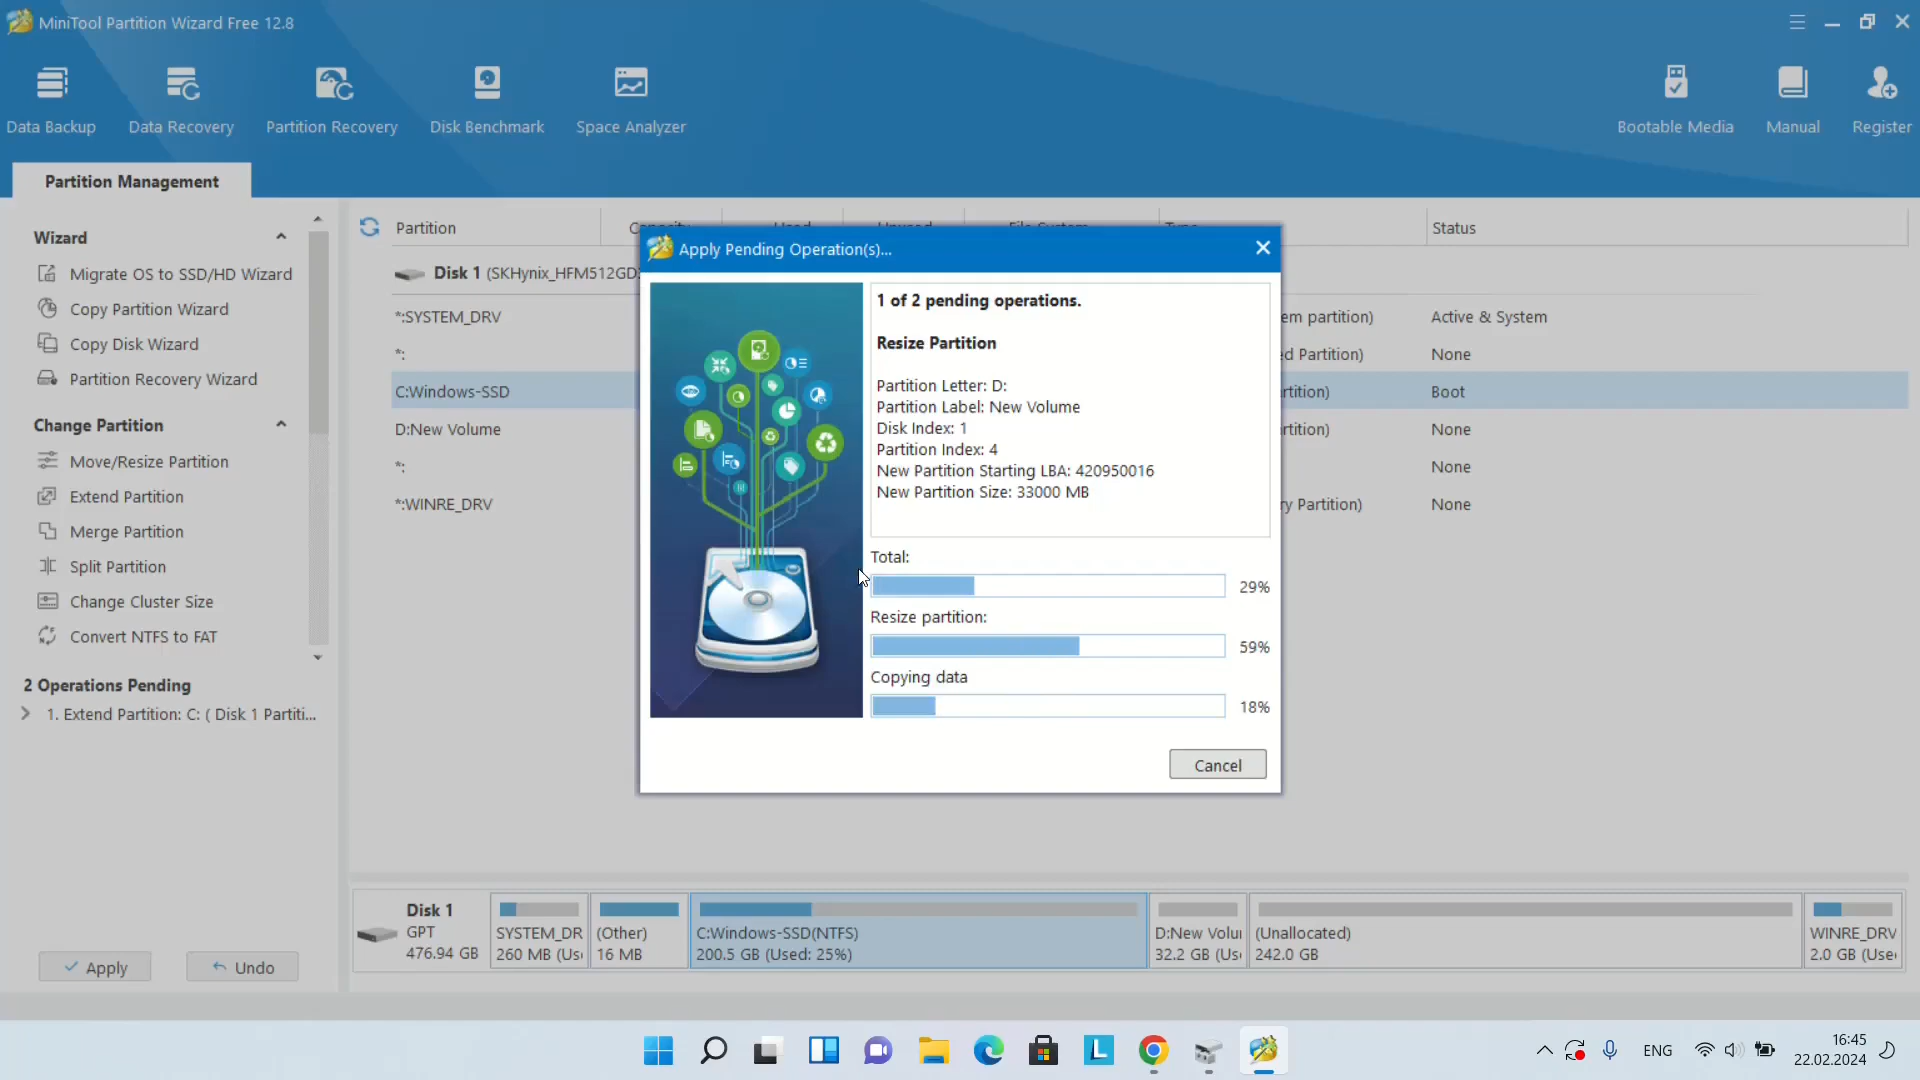 MiniTool Partition Wizard Free 12.8
Data Backup
Data Recovery
Partition Recovery
Disk Benchmark
Space Analyzer
Bootable Media
Manual
Register
Partition Management
Wizard
Migrate OS to SSD/HD Wizard
Copy Partition Wizard
Copy Disk Wizard
Partition Recovery Wizard
Change Partition
Move/Resize Partition
Extend Partition
Merge Partition
Split Partition
Change Cluster Size
Convert NTFS to FAT
2 Operations Pending
1. Extend Partition: C: ( Disk 1 Partiti...
Apply
Undo
Partition
Status
Disk 1 (SKHynix_HFM512GD
*:SYSTEM_DRV
em partition)
Active & System
*:
ed Partition)
None
C:Windows-SSD
rtition)
Boot
D:New Volume
rtition)
None
*:
None
*:WINRE_DRV
ry Partition)
None
Apply Pending Operation(s)...
1 of 2 pending operations.
Resize Partition
Partition Letter: D:
Partition Label: New Volume
Disk Index: 1
Partition Index: 4
New Partition Starting LBA: 420950016
New Partition Size: 33000 MB
Total:
29%
Resize partition:
59%
Copying data
18%
Cancel
Disk 1
GPT
476.94 GB
SYSTEM_DR
260 MB (Us
(Other)
16 MB
C:Windows-SSD(NTFS)
200.5 GB (Used: 25%)
D:New Volu
32.2 GB (Us
(Unallocated)
242.0 GB
WINRE_DRV
2.0 GB (Use
L
ENG
16:45
22.02.2024